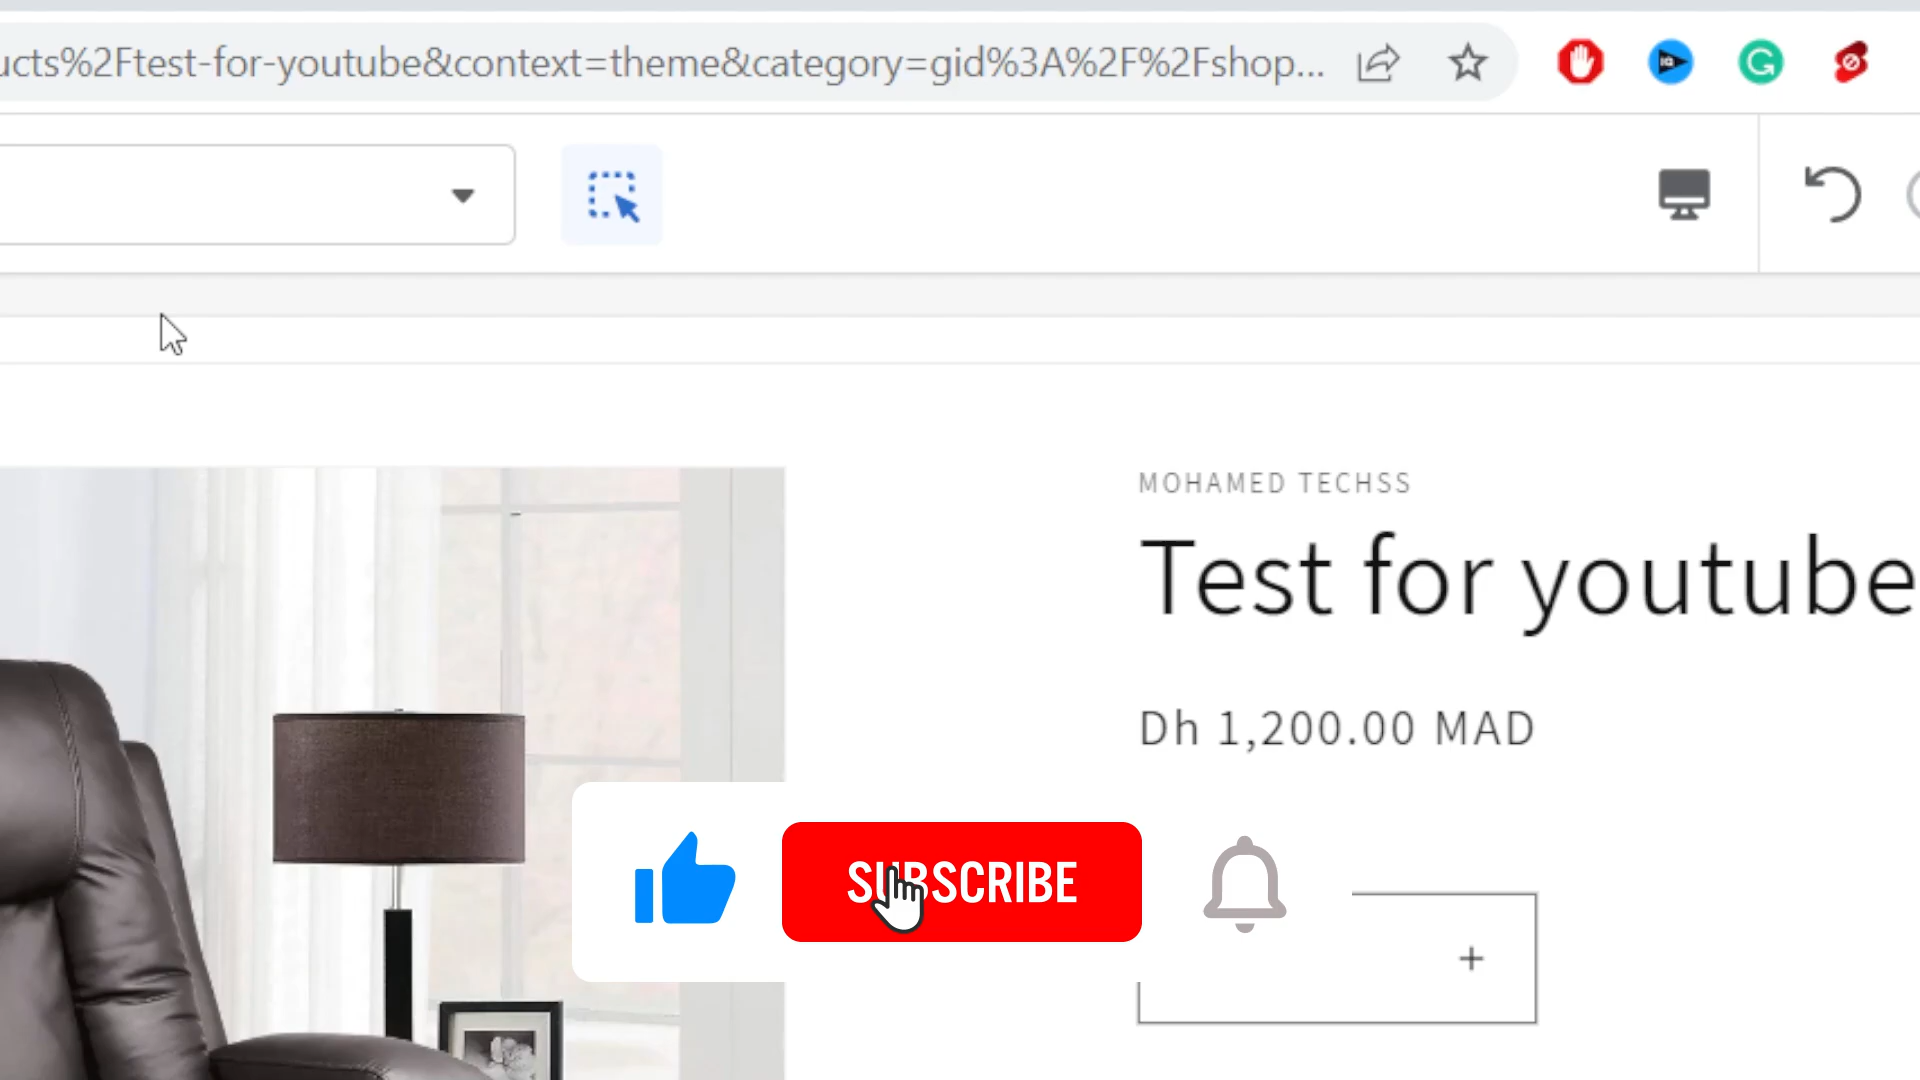 ucts%2Ftest-for-youtube&context=theme&category=gid%3A%2F%2Fshop...
IQ
MOHAMED TECHSS
Test for youtube
Dh 1,200.00 MAD
SUBSCRIBE
+